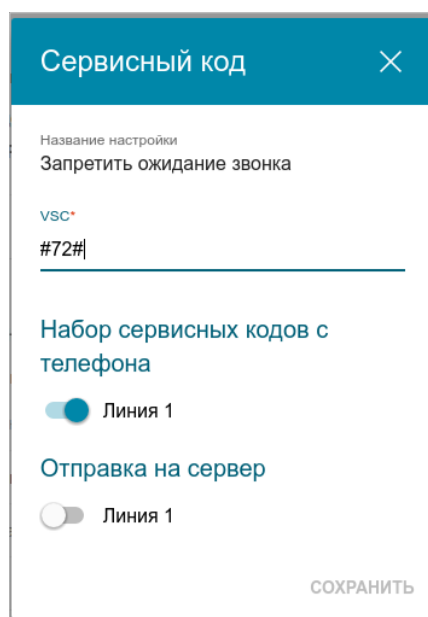 Сервисный код
Название настройки
Запретить ожидание звонка
VSC*
#72#
Набор сервисных кодов с
телефона
Линия 1
Отправка на сервер
Линия 1
СОХРАНИТЬ